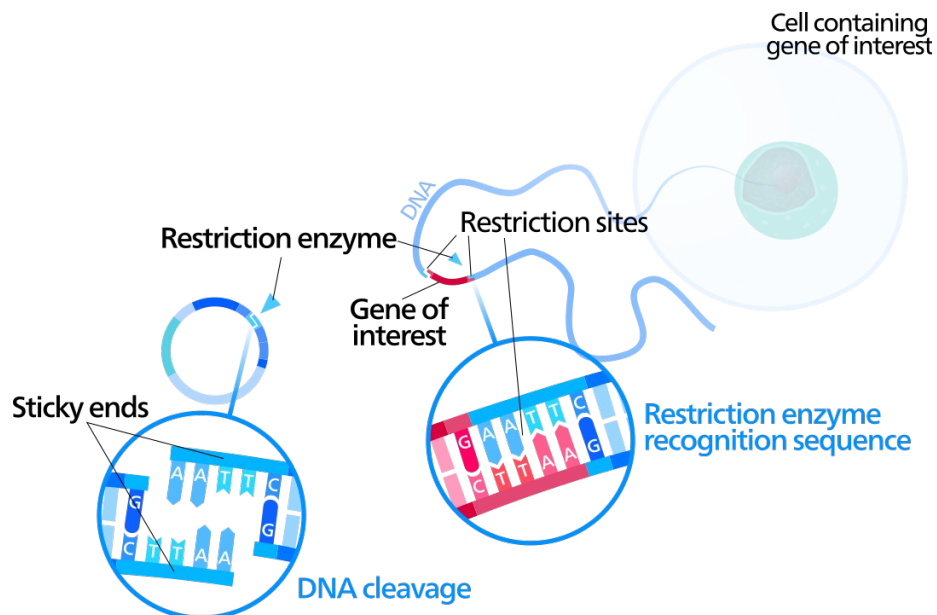 Cell containing
gene of interest
DNA
Restriction enzyme
Restriction sites
Gene of
interest
Sticky ends
G A A T T C
C T T A A G
Restriction enzyme
recognition sequence
A A T T C
G
G
C T T A A
DNA cleavage